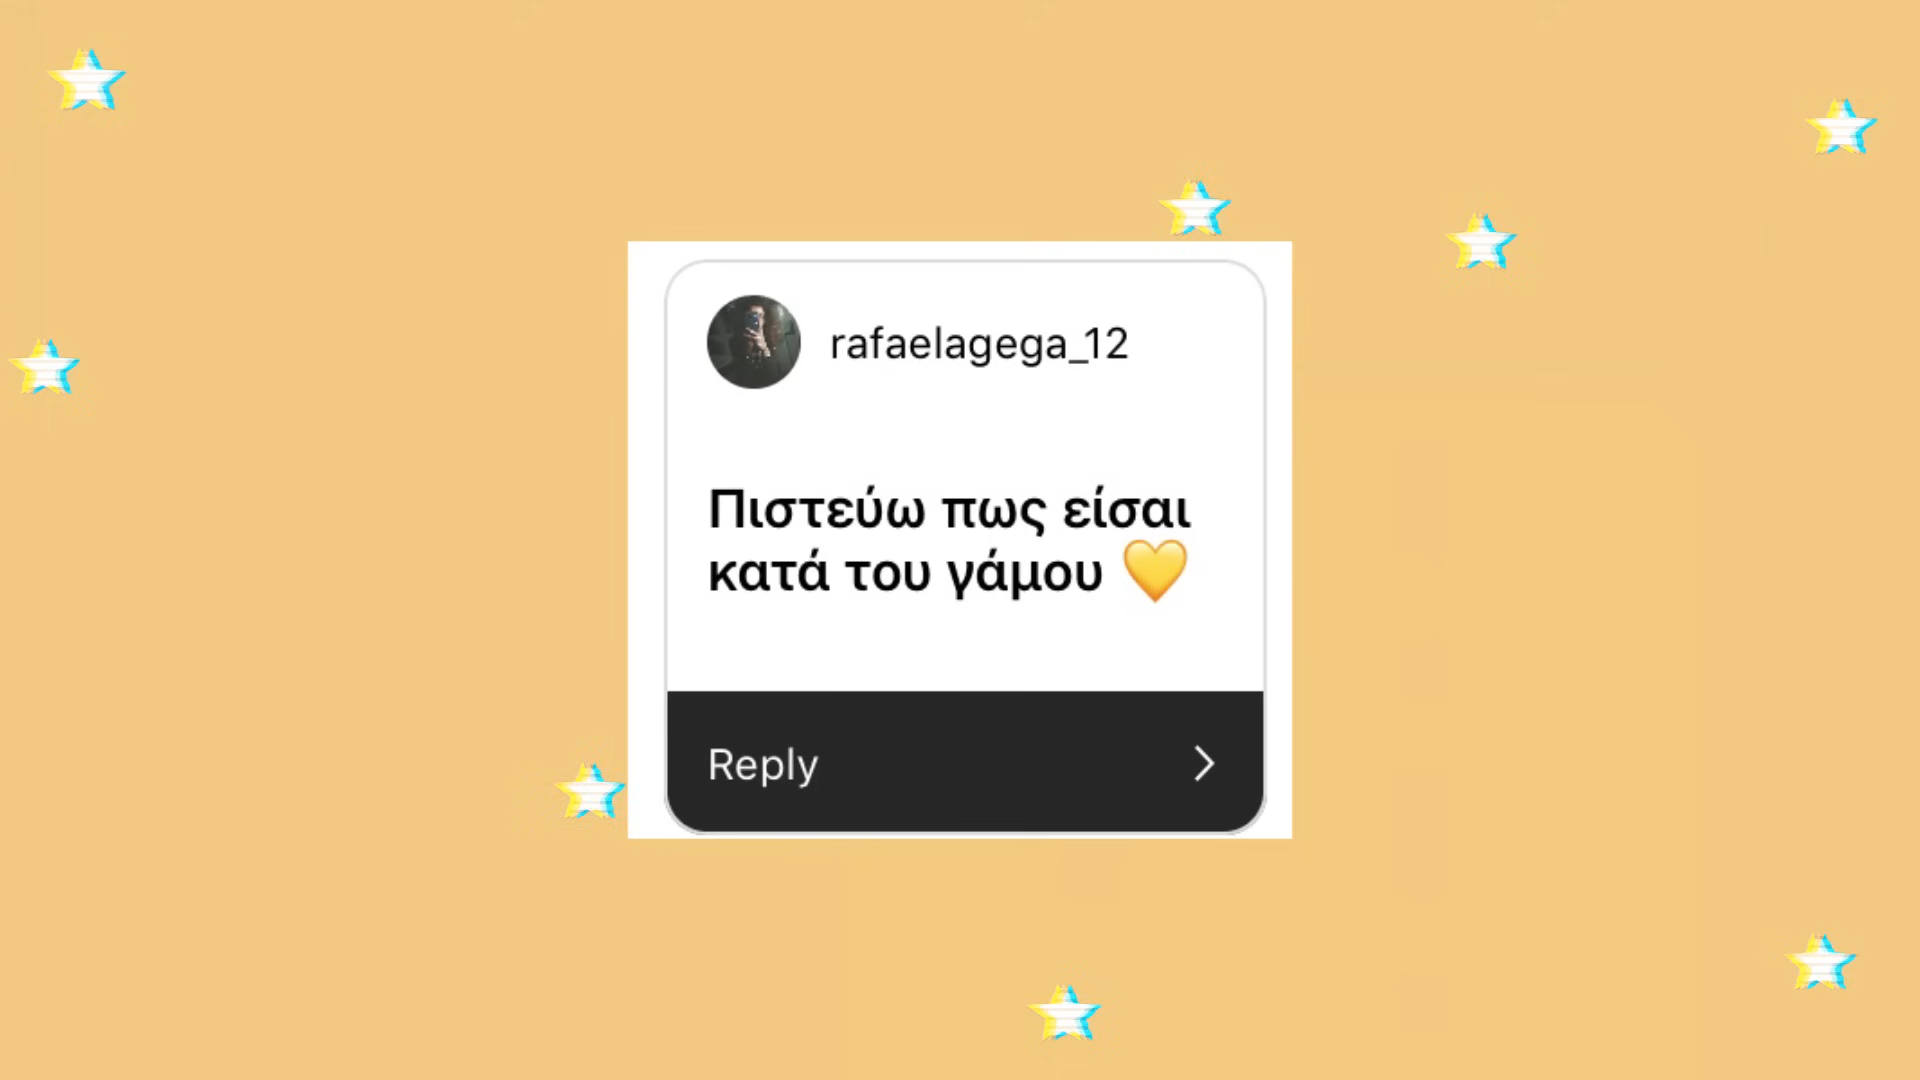 rafaelagega_12
Πιστεύω πως είσαι
κατά του γάμου 💛
Reply